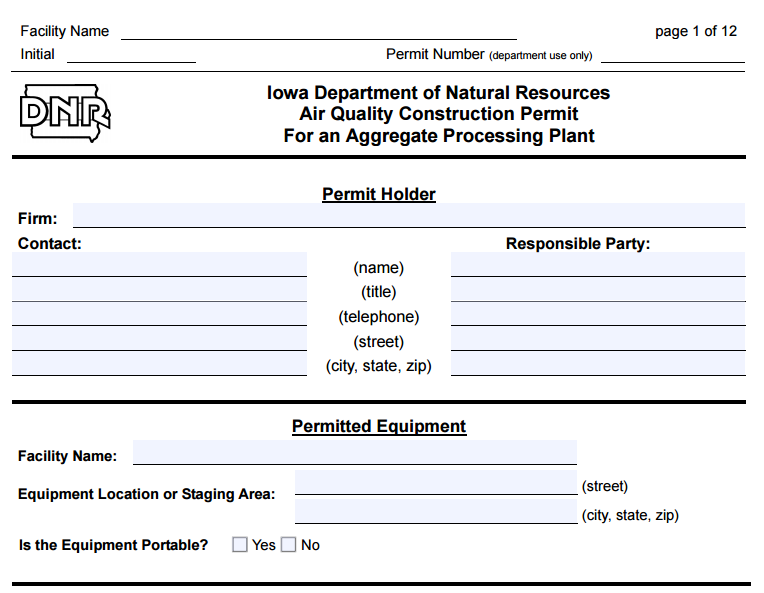 Facility Name page 1 of 12
Initial Permit Number (department use only)
DNR
Iowa Department of Natural Resources
Air Quality Construction Permit
For an Aggregate Processing Plant
Permit Holder
Firm:
Contact: Responsible Party:
(name)
(title)
(telephone)
(street)
(city, state, zip)
Permitted Equipment
Facility Name:
Equipment Location or Staging Area: (street)
(city, state, zip)
Is the Equipment Portable? Yes No